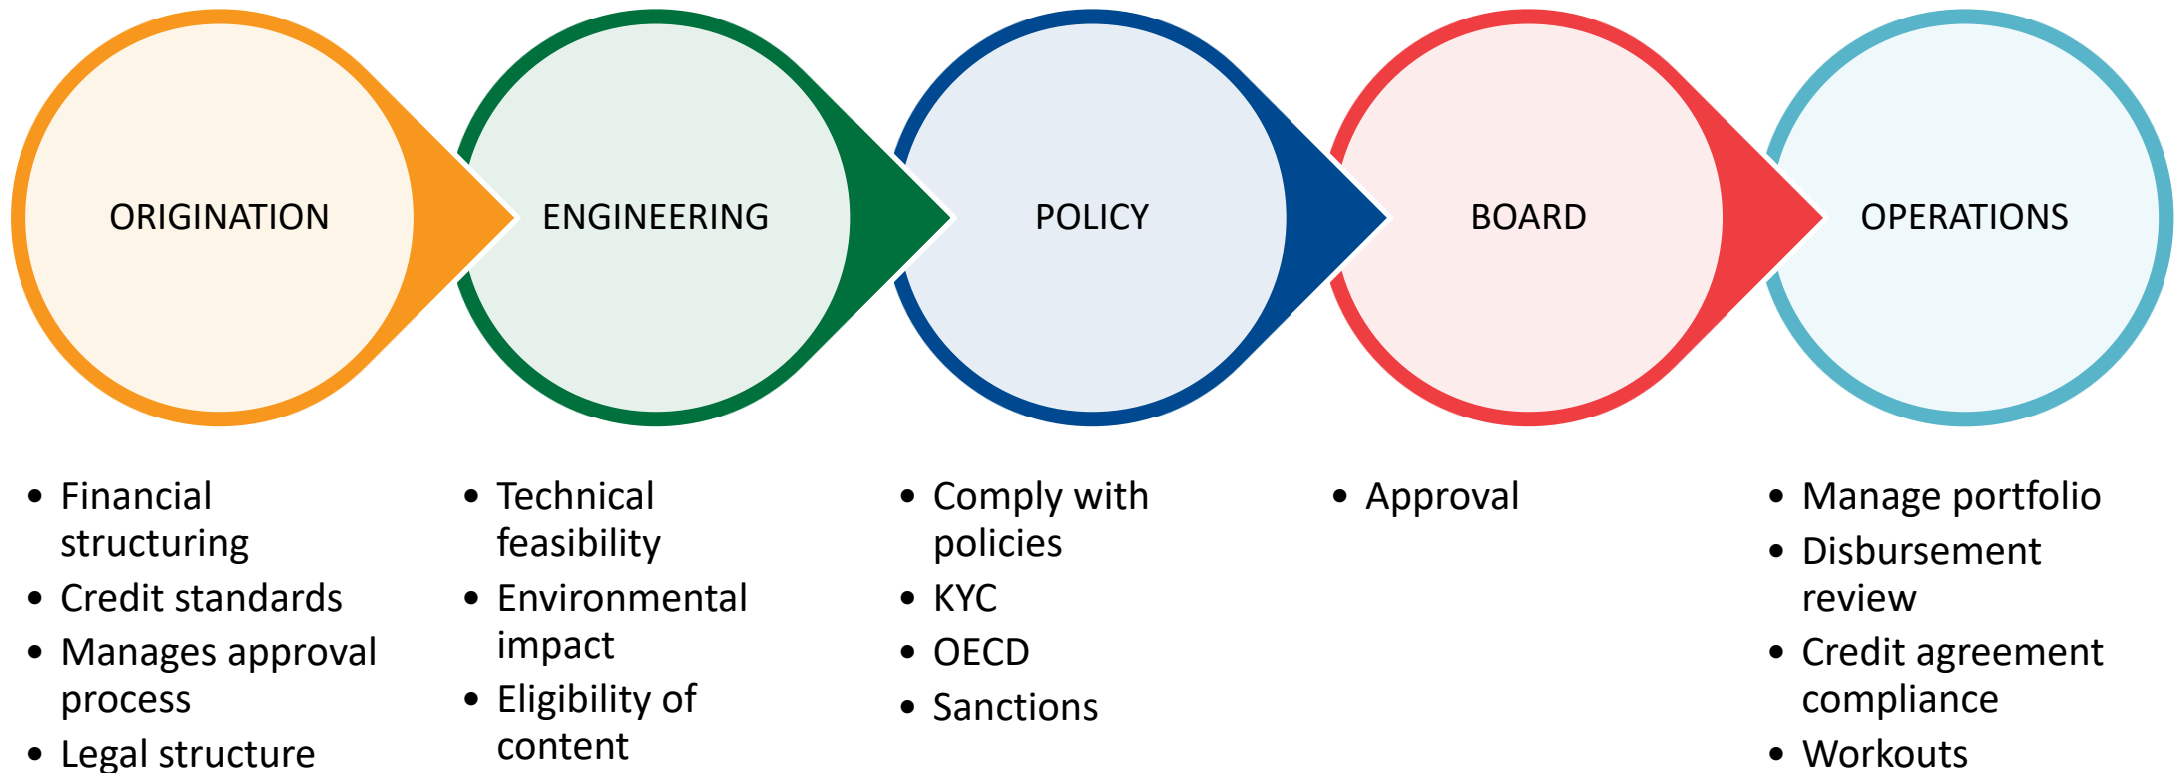 ORIGINATION
ENGINEERING
POLICY
BOARD
OPERATIONS
• Financial
structuring
• Credit standards
• Manages approval
process
• Legal structure
• Technical
feasibility
• Environmental
impact
• Eligibility of
content
• Comply with
policies
• KYC
• OECD
• Sanctions
• Approval
• Manage portfolio
• Disbursement
review
• Credit agreement
compliance
• Workouts